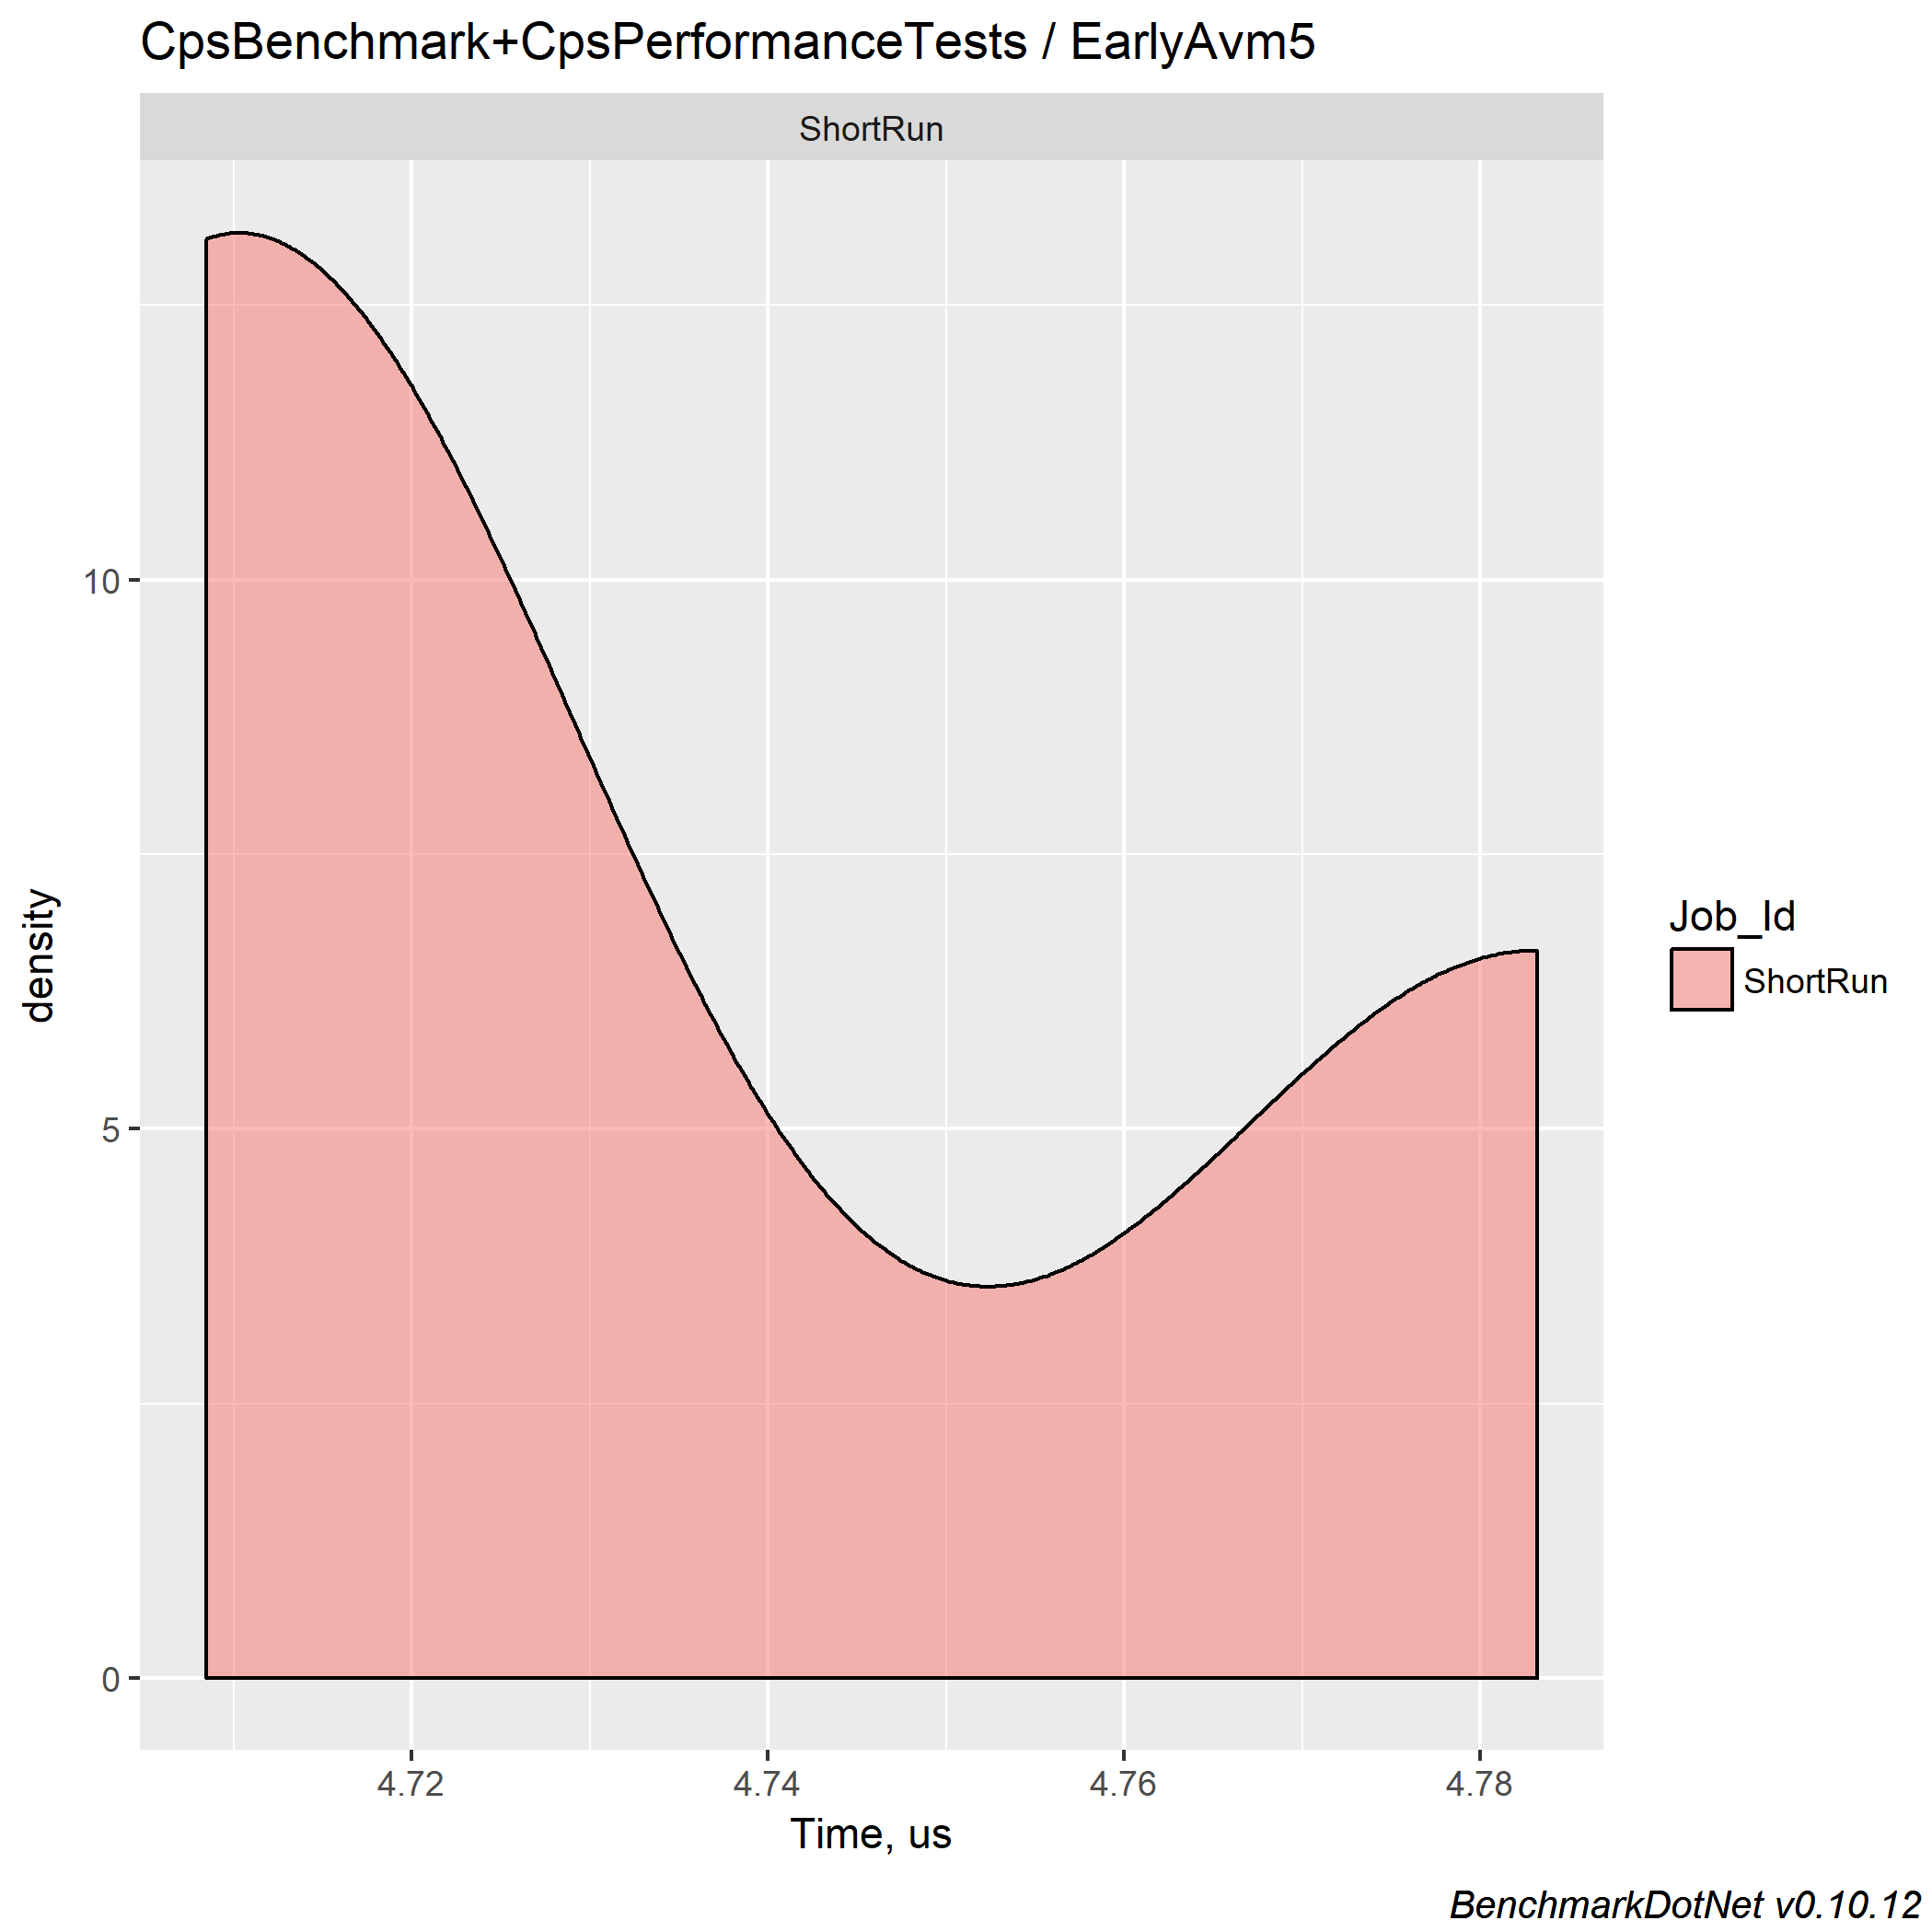 CpsBenchmark+CpsPerformanceTests / EarlyAvm5
ShortRun
10
5
0
density
4.72 4.74 4.76 4.78
Time, us
Job_Id
ShortRun
BenchmarkDotNet v0.10.12